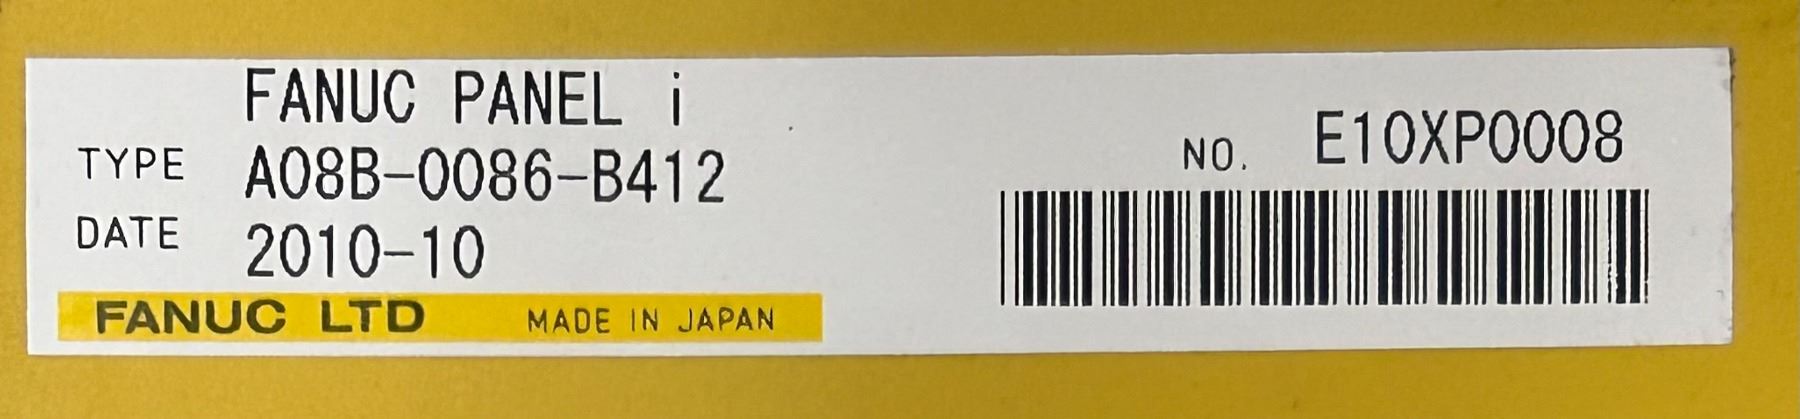 FANUC PANEL i
TYPE A08B-0086-B412
DATE 2010-10
FANUC LTD MADE IN JAPAN
NO. E10XP0008